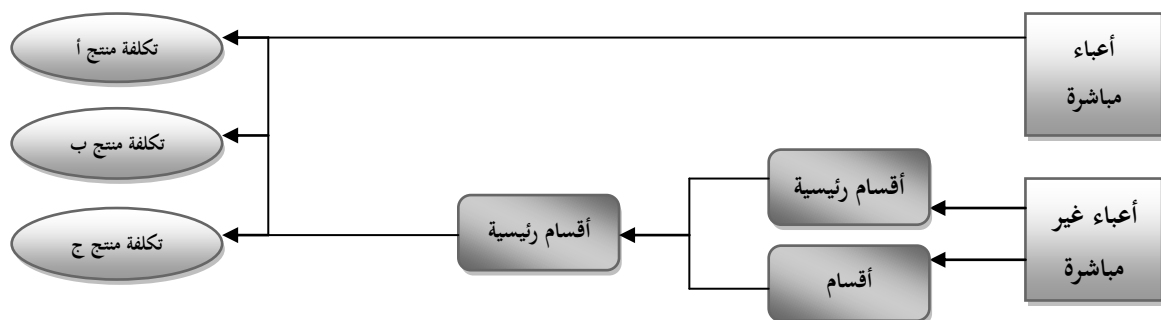 أعباء
مباشرة
تكلفة منتج أ
تكلفة منتج ب
أقسام رئيسية
أعباء غير
مباشرة
أقسام رئيسية
تكلفة منتج ج
أقسام